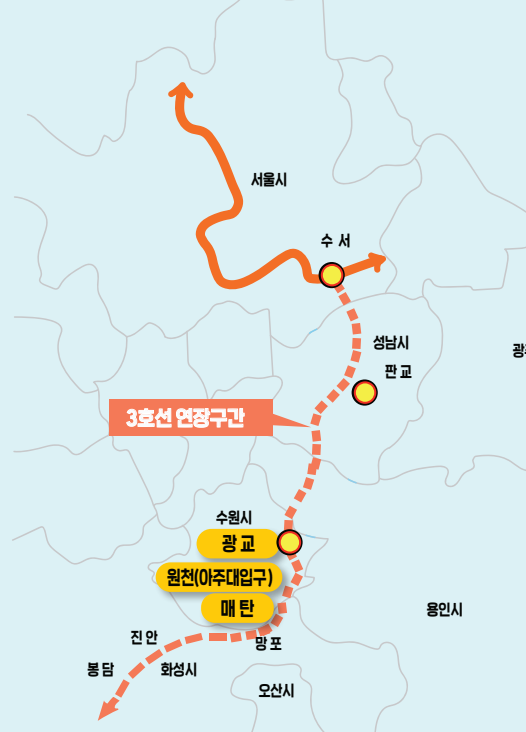 서울시
수 서
성남시
광주
판교
3호선 연장구간
수원시
광교
원천(아주대입구)
매탄
용인시
진안
망포
봉담
화성시
오산시